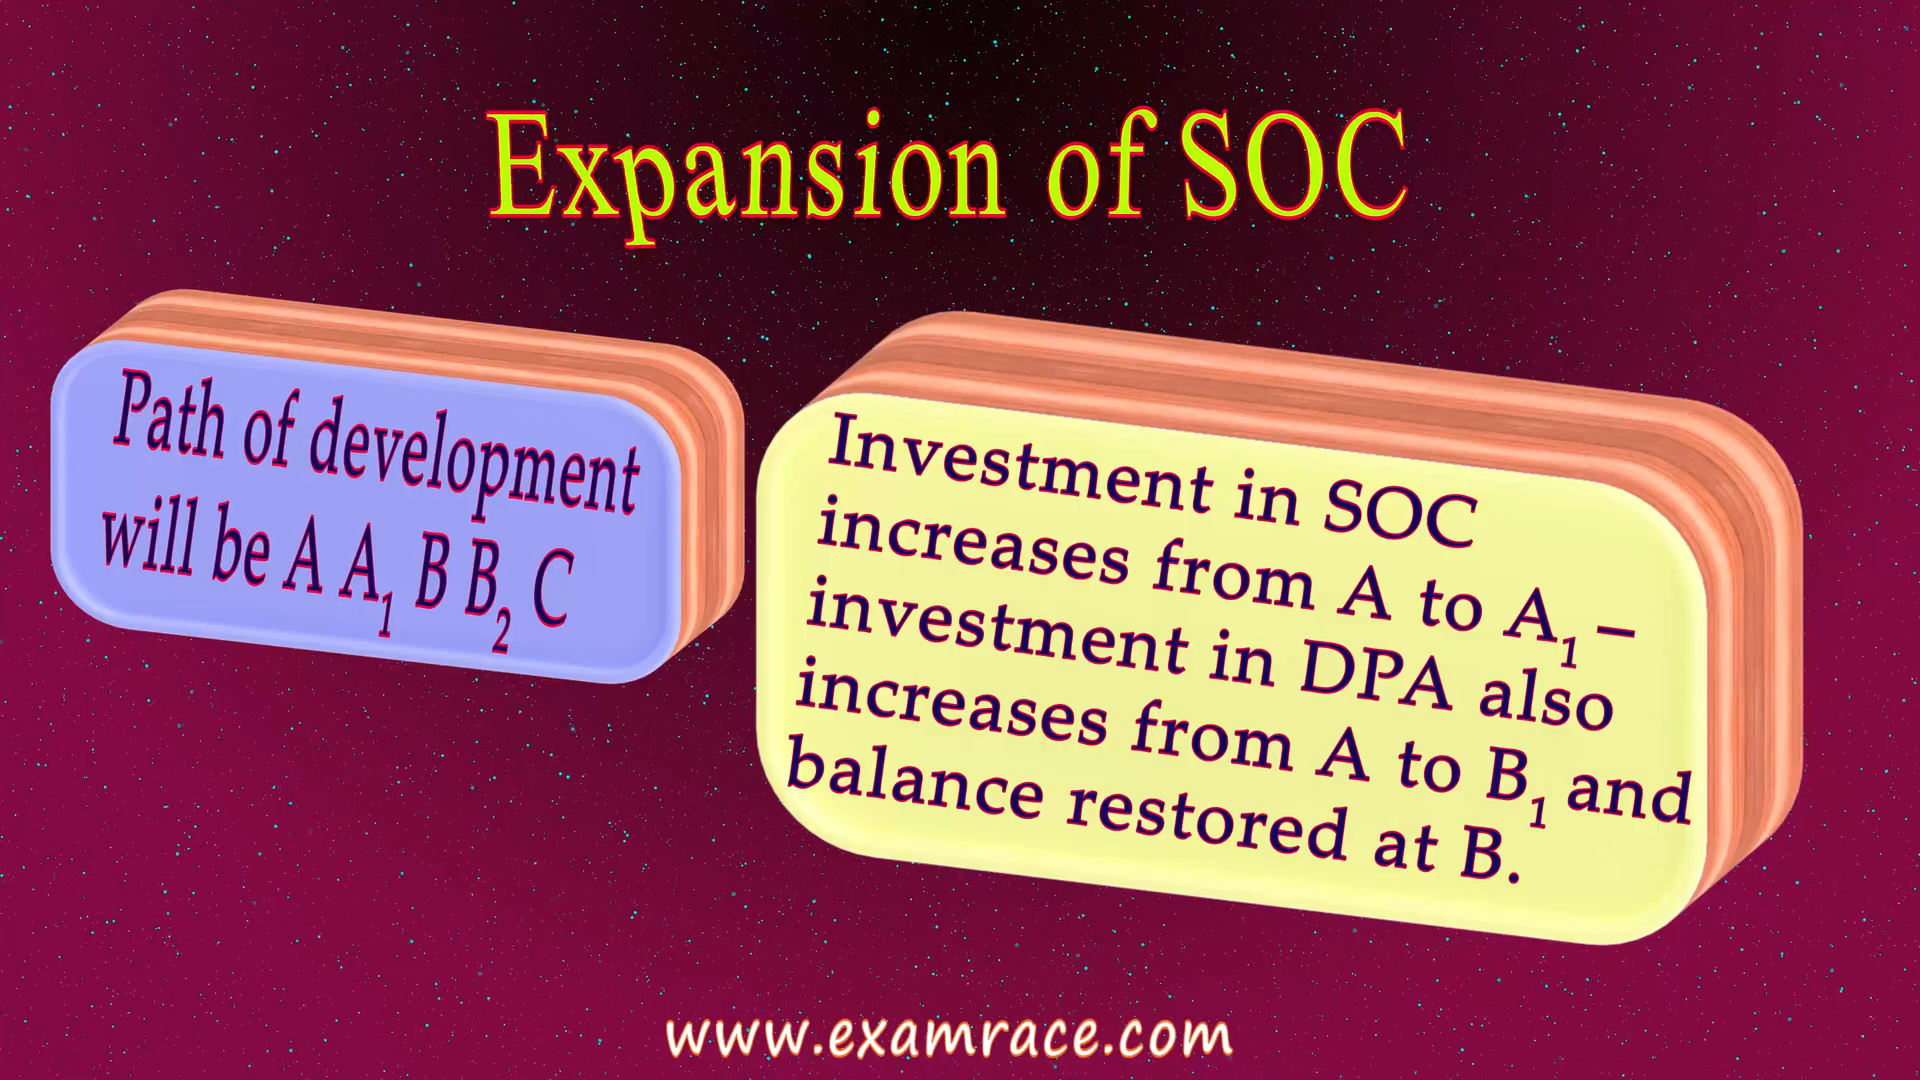 Expansion of SOC
Path of development
will be A A₁ B B₂ C
Investment in SOC
increases from A to A₁ –
investment in DPA also
increases from A to B₁ and
balance restored at B.
www.examrace.com